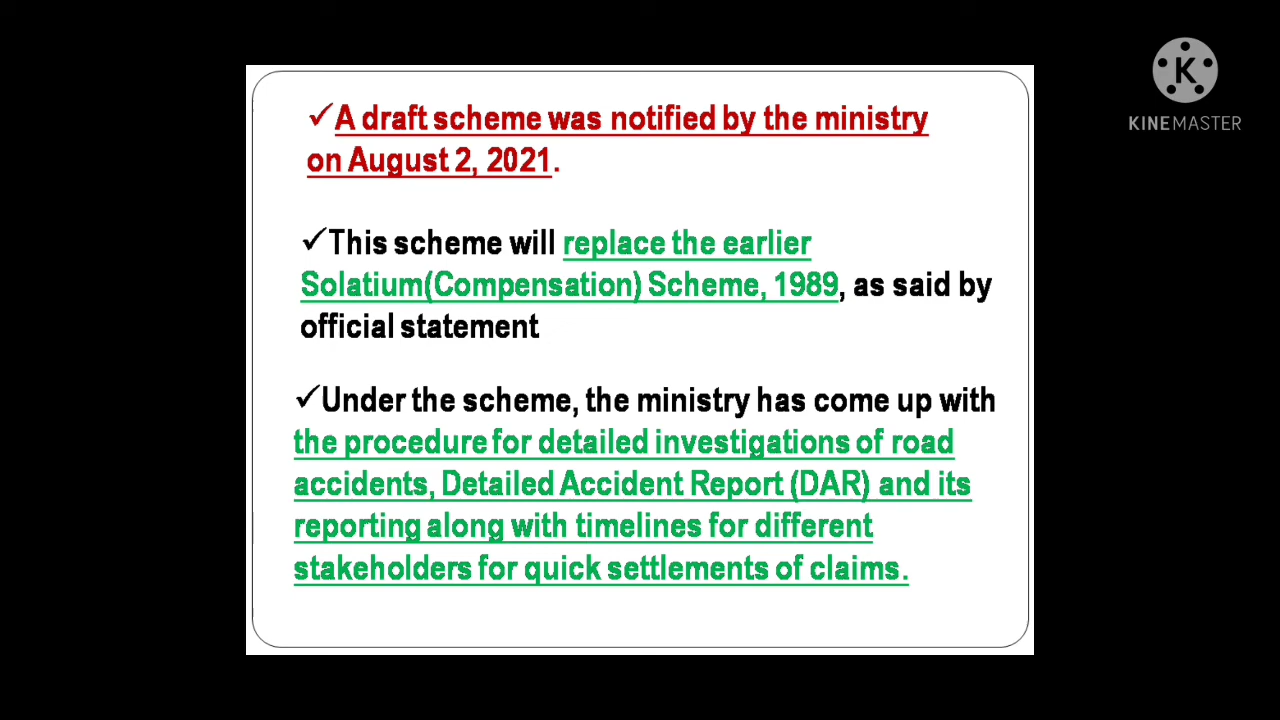 ✓A draft scheme was notified by the ministry
on August 2, 2021.
✓This scheme will replace the earlier
Solatium(Compensation) Scheme, 1989, as said by
official statement
✓Under the scheme, the ministry has come up with
the procedure for detailed investigations of road
accidents, Detailed Accident Report (DAR) and its
reporting along with timelines for different
stakeholders for quick settlements of claims.
K
KINEMASTER